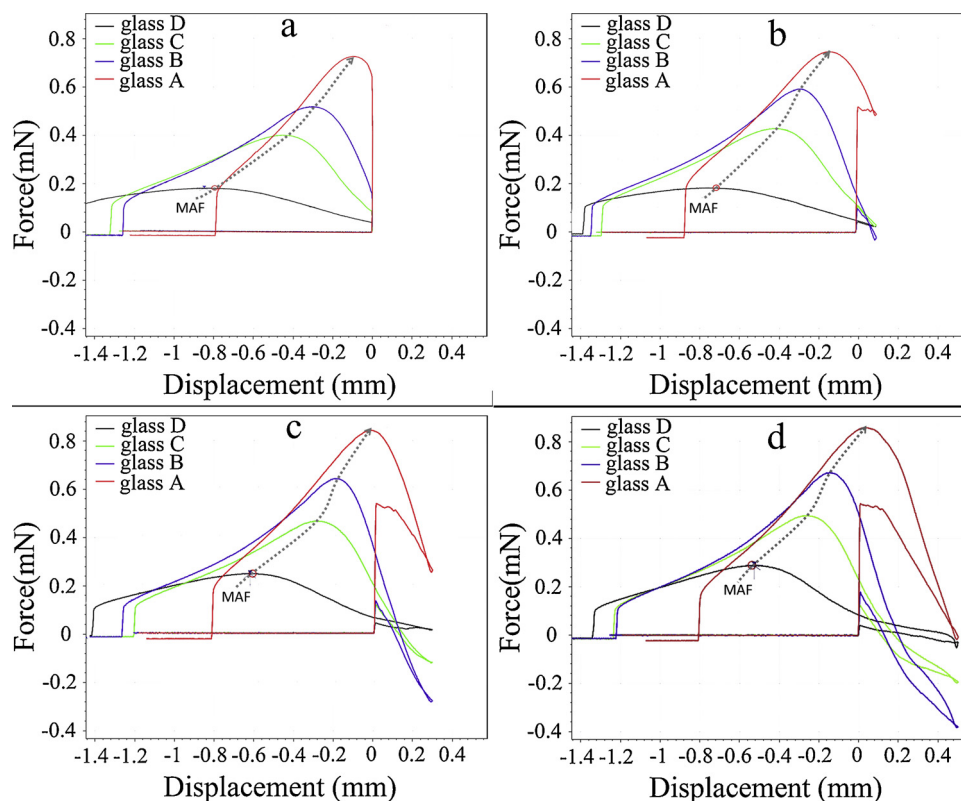 a
glass D
glass C
glass B
glass A
0.8
0.6
0.4
0.2
0
-0.2
-0.4
Force(mN)
MAF
-1.4 -1.2 -1 -0.8 -0.6 -0.4 -0.2 0 0.2 0.4
Displacement (mm)
b
glass D
glass C
glass B
glass A
0.8
0.6
0.4
0.2
0
-0.2
-0.4
Force(mN)
MAF
-1.4 -1.2 -1 -0.8 -0.6 -0.4 -0.2 0 0.2 0.4
Displacement (mm)
c
glass D
glass C
glass B
glass A
0.8
0.6
0.4
0.2
0
-0.2
-0.4
Force(mN)
MAF
-1.4 -1.2 -1 -0.8 -0.6 -0.4 -0.2 0 0.2 0.4
Displacement (mm)
d
glass D
glass C
glass B
glass A
0.8
0.6
0.4
0.2
0
-0.2
-0.4
Force(mN)
MAF
-1.4 -1.2 -1 -0.8 -0.6 -0.4 -0.2 0 0.2 0.4
Displacement (mm)